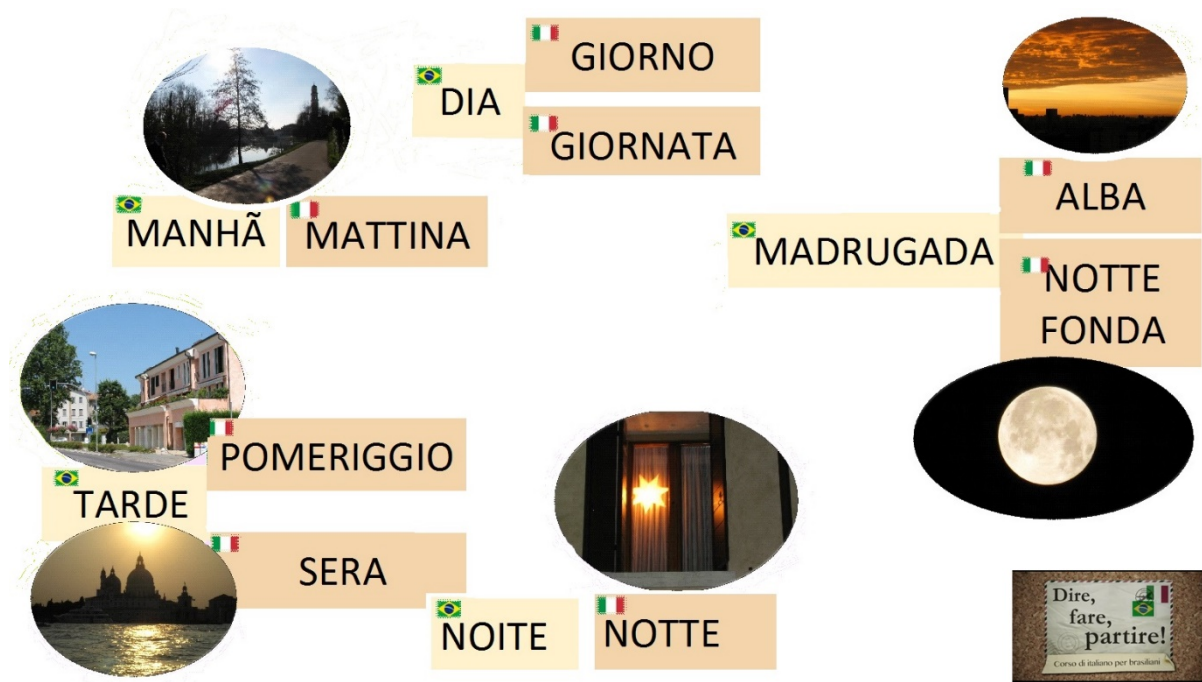 GIORNO
DIA
GIORNATA
MANHÃ
MATTINA
ALBA
MADRUGADA
NOTTE
FONDA
POMERIGGIO
TARDE
SERA
NOITE
NOTTE
Dire,
fare,
partire!
Corso di italiano per brasiliani